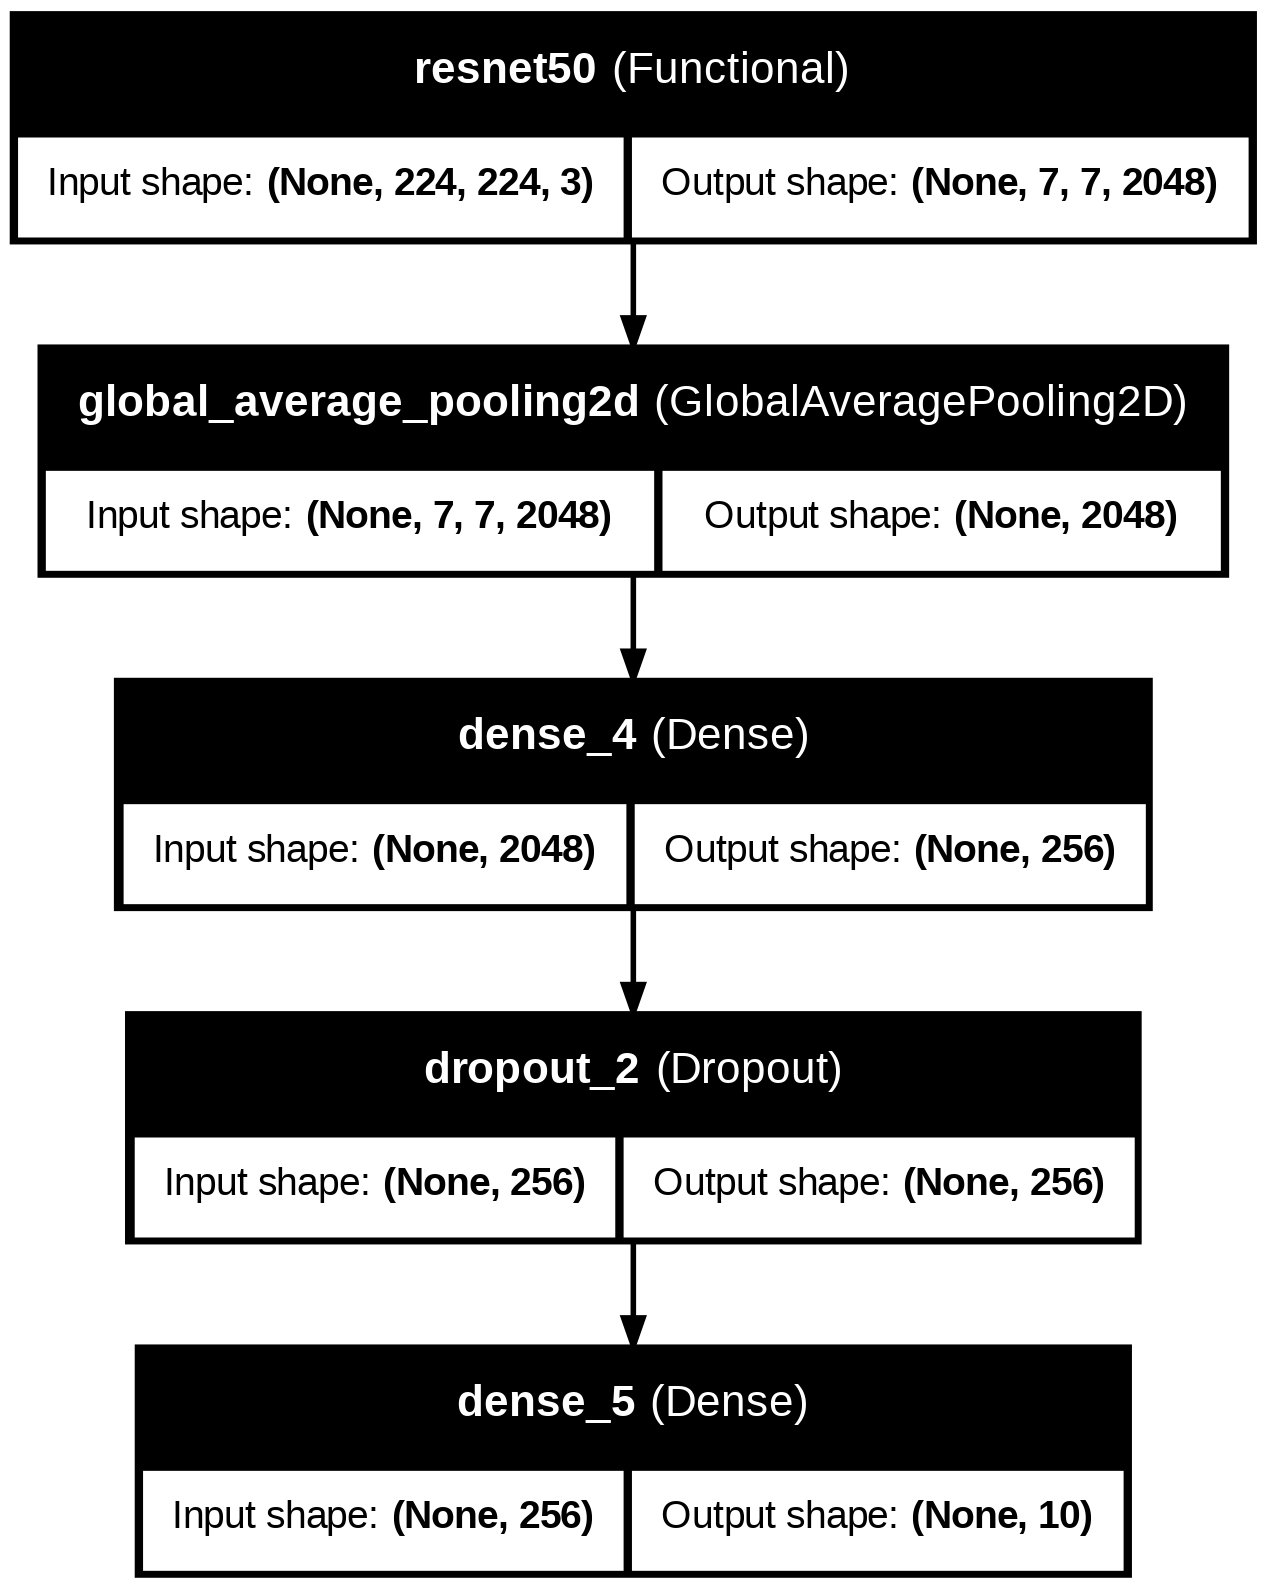 resnet50 (Functional)
Input shape: (None, 224, 224, 3) Output shape: (None, 7, 7, 2048)
global_average_pooling2d (GlobalAveragePooling2D)
Input shape: (None, 7, 7, 2048) Output shape: (None, 2048)
dense_4 (Dense)
Input shape: (None, 2048) Output shape: (None, 256)
dropout_2 (Dropout)
Input shape: (None, 256) Output shape: (None, 256)
dense_5 (Dense)
Input shape: (None, 256) Output shape: (None, 10)